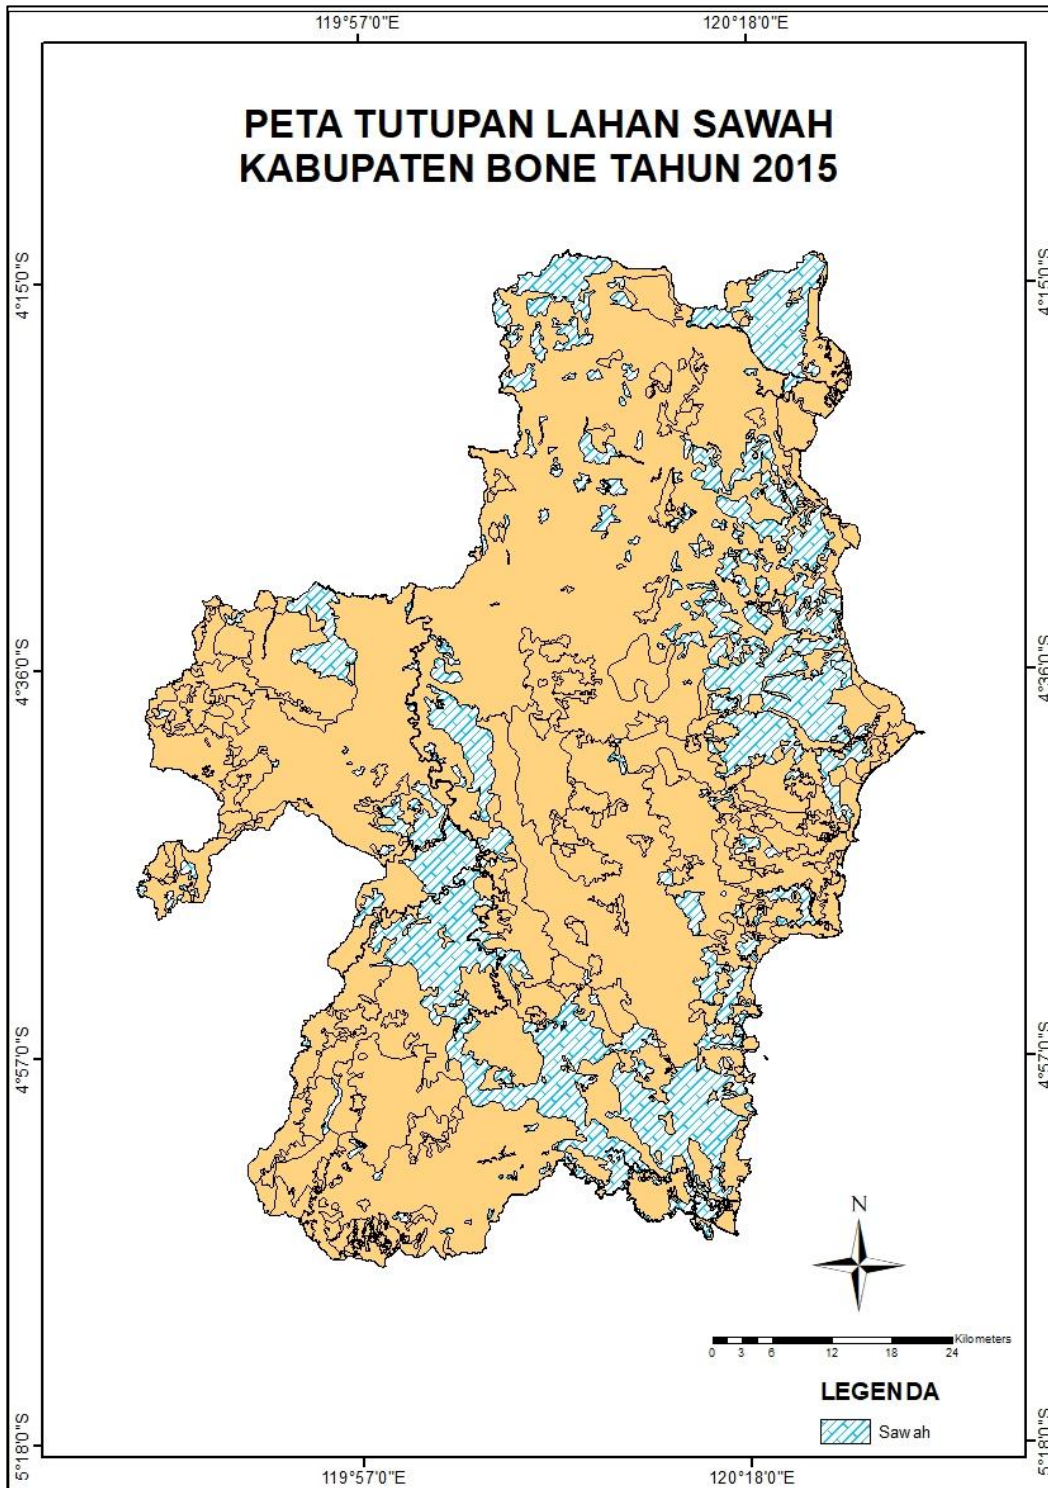 119°57'0"E 120°18'0"E
PETA TUTUPAN LAHAN SAWAH
KABUPATEN BONE TAHUN 2015
4°15'0"S 4°15'0"S
4°36'0"S 4°36'0"S
4°57'0"S 4°57'0"S
N
Kilometers
0 3 6 12 18 24
LEGENDA
Sawah
5°18'0"S 5°18'0"S
119°57'0"E 120°18'0"E